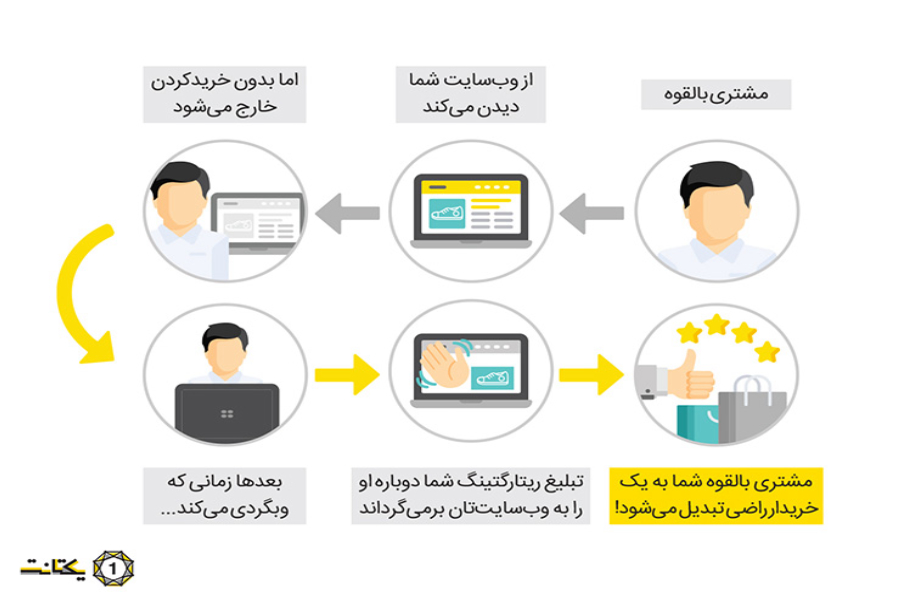 مشتری بالقوه
از وب‌سایت شما
دیدن می‌کند
اما بدون خریدکردن
خارج می‌شود
بعدها زمانی که
وبگردی می‌کند...
تبلیغ ریتارگتینگ شما دوباره او
را به وب‌سایت‌تان برمی‌گرداند
مشتری بالقوه شما به یک
خریدار راضی تبدیل می‌شود!
1
یکتانت